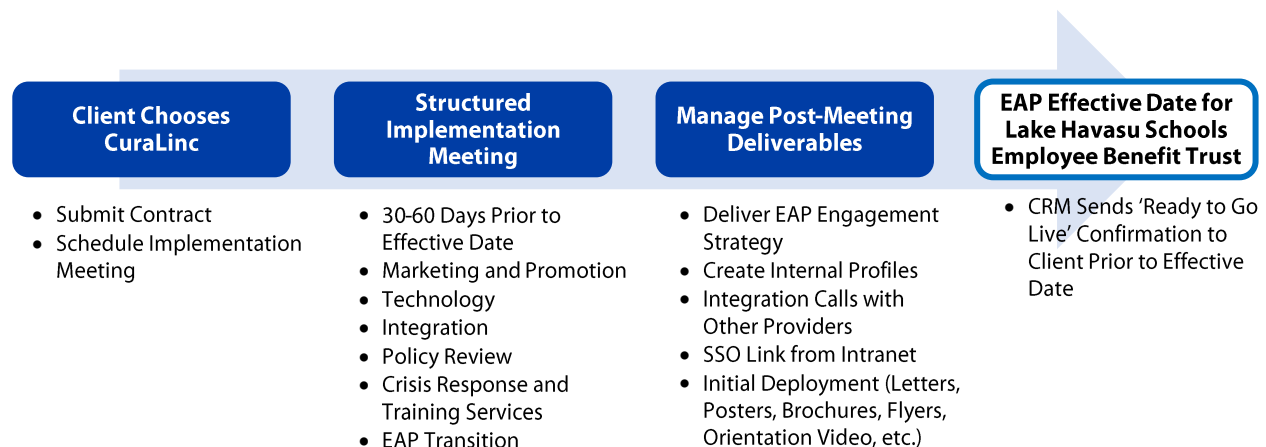 Client Chooses
CuraLinc
• Submit Contract
• Schedule Implementation
Meeting
Structured
Implementation
Meeting
• 30-60 Days Prior to
Effective Date
• Marketing and Promotion
• Technology
• Integration
• Policy Review
• Crisis Response and
Training Services
• EAP Transition
Manage Post-Meeting
Deliverables
• Deliver EAP Engagement
Strategy
• Create Internal Profiles
• Integration Calls with
Other Providers
• SSO Link from Intranet
• Initial Deployment (Letters,
Posters, Brochures, Flyers,
Orientation Video, etc.)
EAP Effective Date for
Lake Havasu Schools
Employee Benefit Trust
• CRM Sends ‘Ready to Go
Live’ Confirmation to
Client Prior to Effective
Date